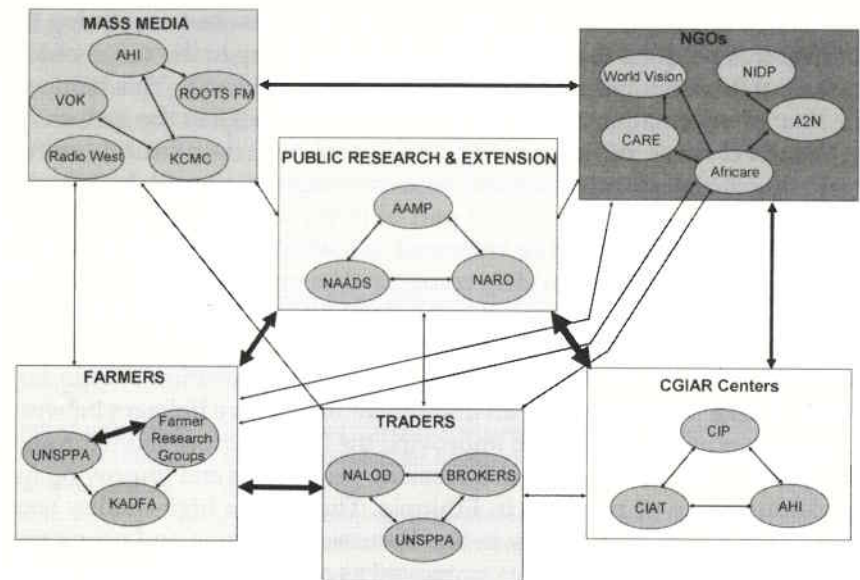 MASS MEDIA
AHI
ROOTS FM
VOK
Radio West
KCMC
NGOs
World Vision
NIDP
CARE
A2N
Africare
PUBLIC RESEARCH & EXTENSION
AAMP
NAADS
NARO
FARMERS
UNSPPA
Farmer
Research
Groups
KADFA
TRADERS
NALOD
BROKERS
UNSPPA
CGIAR Centers
CIP
CIAT
AHI